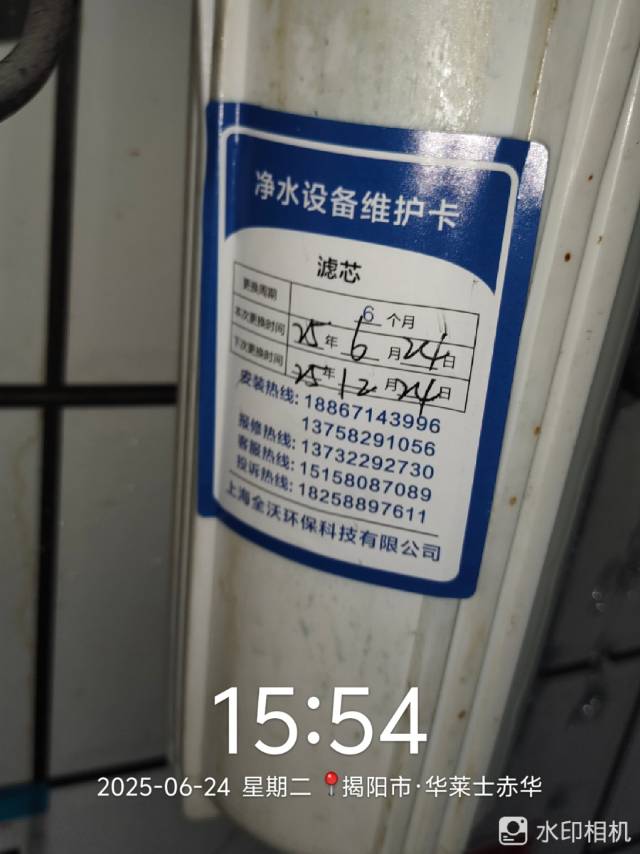 净水设备维护卡
滤芯
更换周期 6 个月
本次更换时间 25 年 6 月 24 日
下次更换时间 25 年 12 月 24 日
安装热线: 18867143996
13758291056
报修热线: 13732292730
客服热线: 15158087089
投诉热线: 18258897611
上海全沃环保科技有限公司
15:54
2025-06-24 星期二 揭阳市·华莱士赤华
水印相机